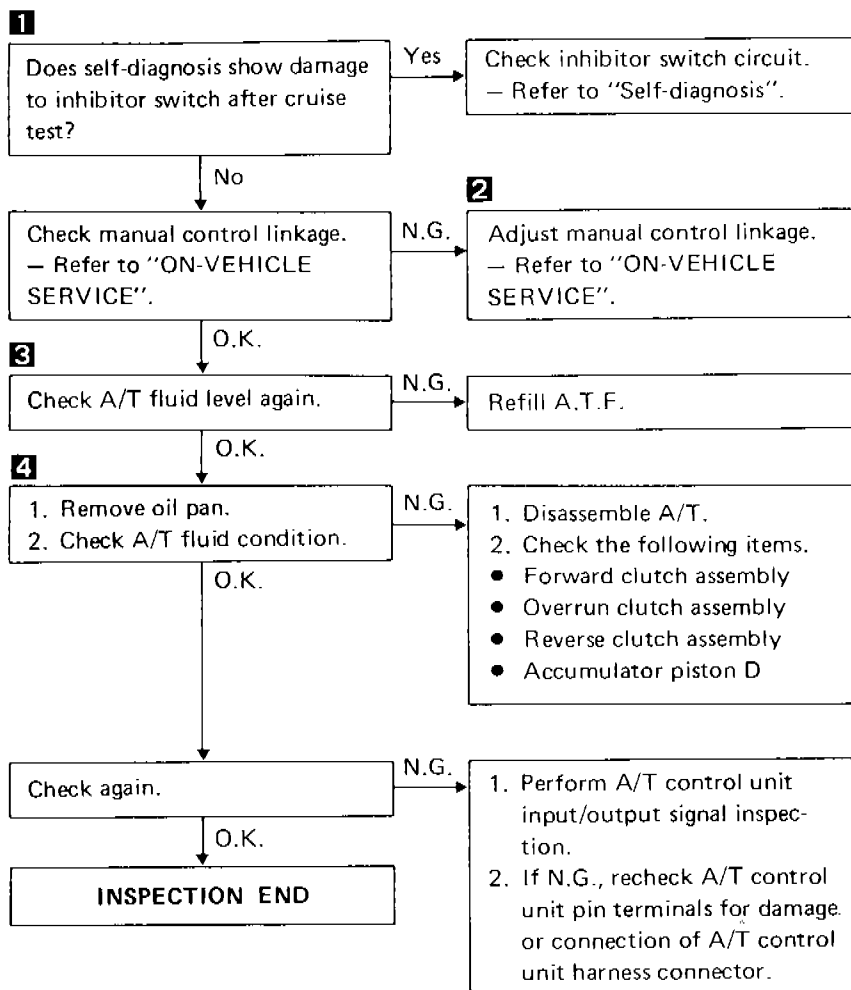 1
Does self-diagnosis show damage
to inhibitor switch after cruise
test?
Yes
Check inhibitor switch circuit.
– Refer to "Self-diagnosis".
No
Check manual control linkage.
– Refer to "ON-VEHICLE
SERVICE".
N.G.
2
Adjust manual control linkage.
– Refer to "ON-VEHICLE
SERVICE".
O.K.
3
Check A/T fluid level again.
N.G.
Refill A.T.F.
O.K.
4
1. Remove oil pan.
2. Check A/T fluid condition.
N.G.
1. Disassemble A/T.
2. Check the following items.
● Forward clutch assembly
● Overrun clutch assembly
● Reverse clutch assembly
● Accumulator piston D
O.K.
Check again.
N.G.
1. Perform A/T control unit
input/output signal inspec-
tion.
2. If N.G., recheck A/T control
unit pin terminals for damage
or connection of A/T control
unit harness connector.
O.K.
INSPECTION END